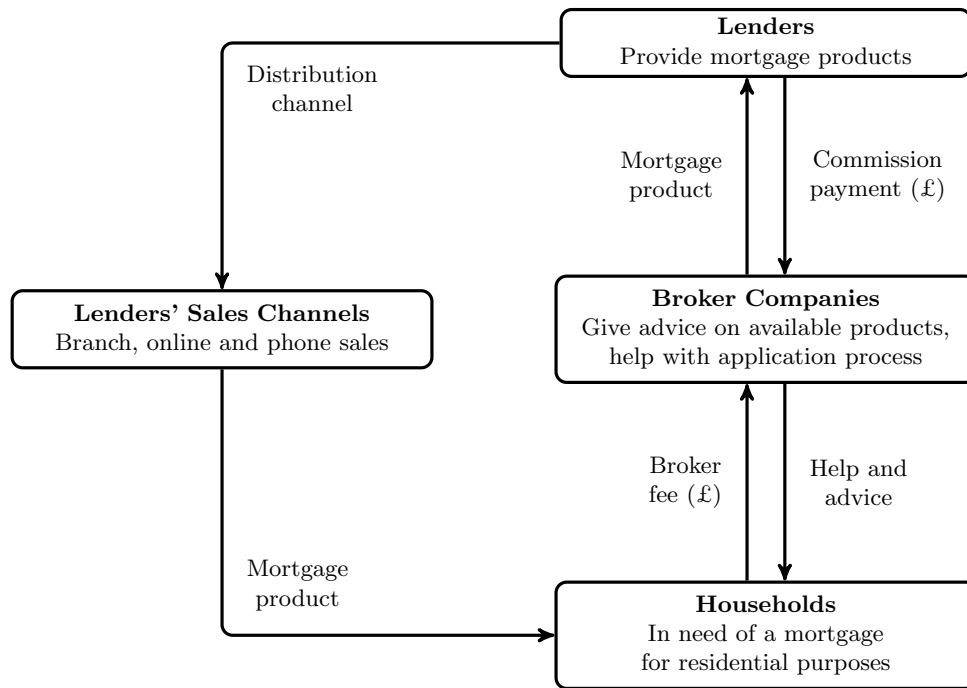 Lenders
Provide mortgage products
Distribution
channel
Mortgage
product
Commission
payment (£)
Lenders’ Sales Channels
Branch, online and phone sales
Broker Companies
Give advice on available products,
help with application process
Broker
fee (£)
Help and
advice
Mortgage
product
Households
In need of a mortgage
for residential purposes